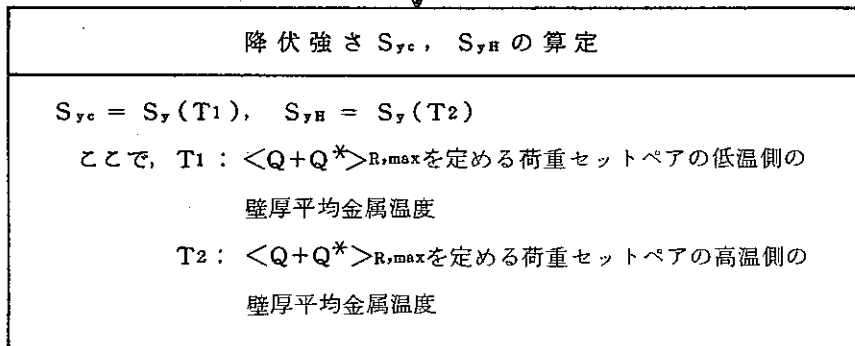 降伏強さ Syc, SyH の算定
Syc = Sy(T1), SyH = Sy(T2)
ここで, T1 : <Q+Q*>R,maxを定める荷重セットペアの低温側の
壁厚平均金属温度
T2 : <Q+Q*>R,maxを定める荷重セットペアの高温側の
壁厚平均金属温度